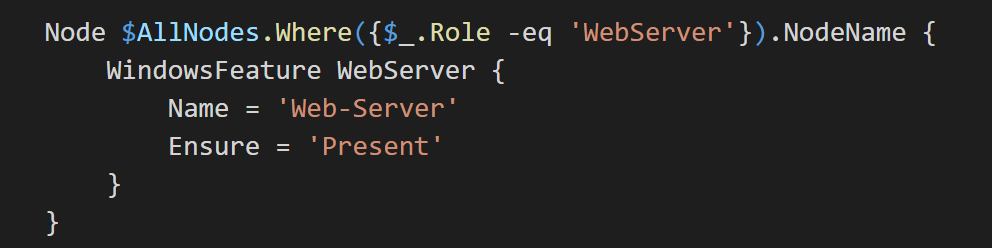 Node $AllNodes.Where({$_.Role -eq 'WebServer'}).NodeName {
    WindowsFeature WebServer {
        Name = 'Web-Server'
        Ensure = 'Present'
    }
}